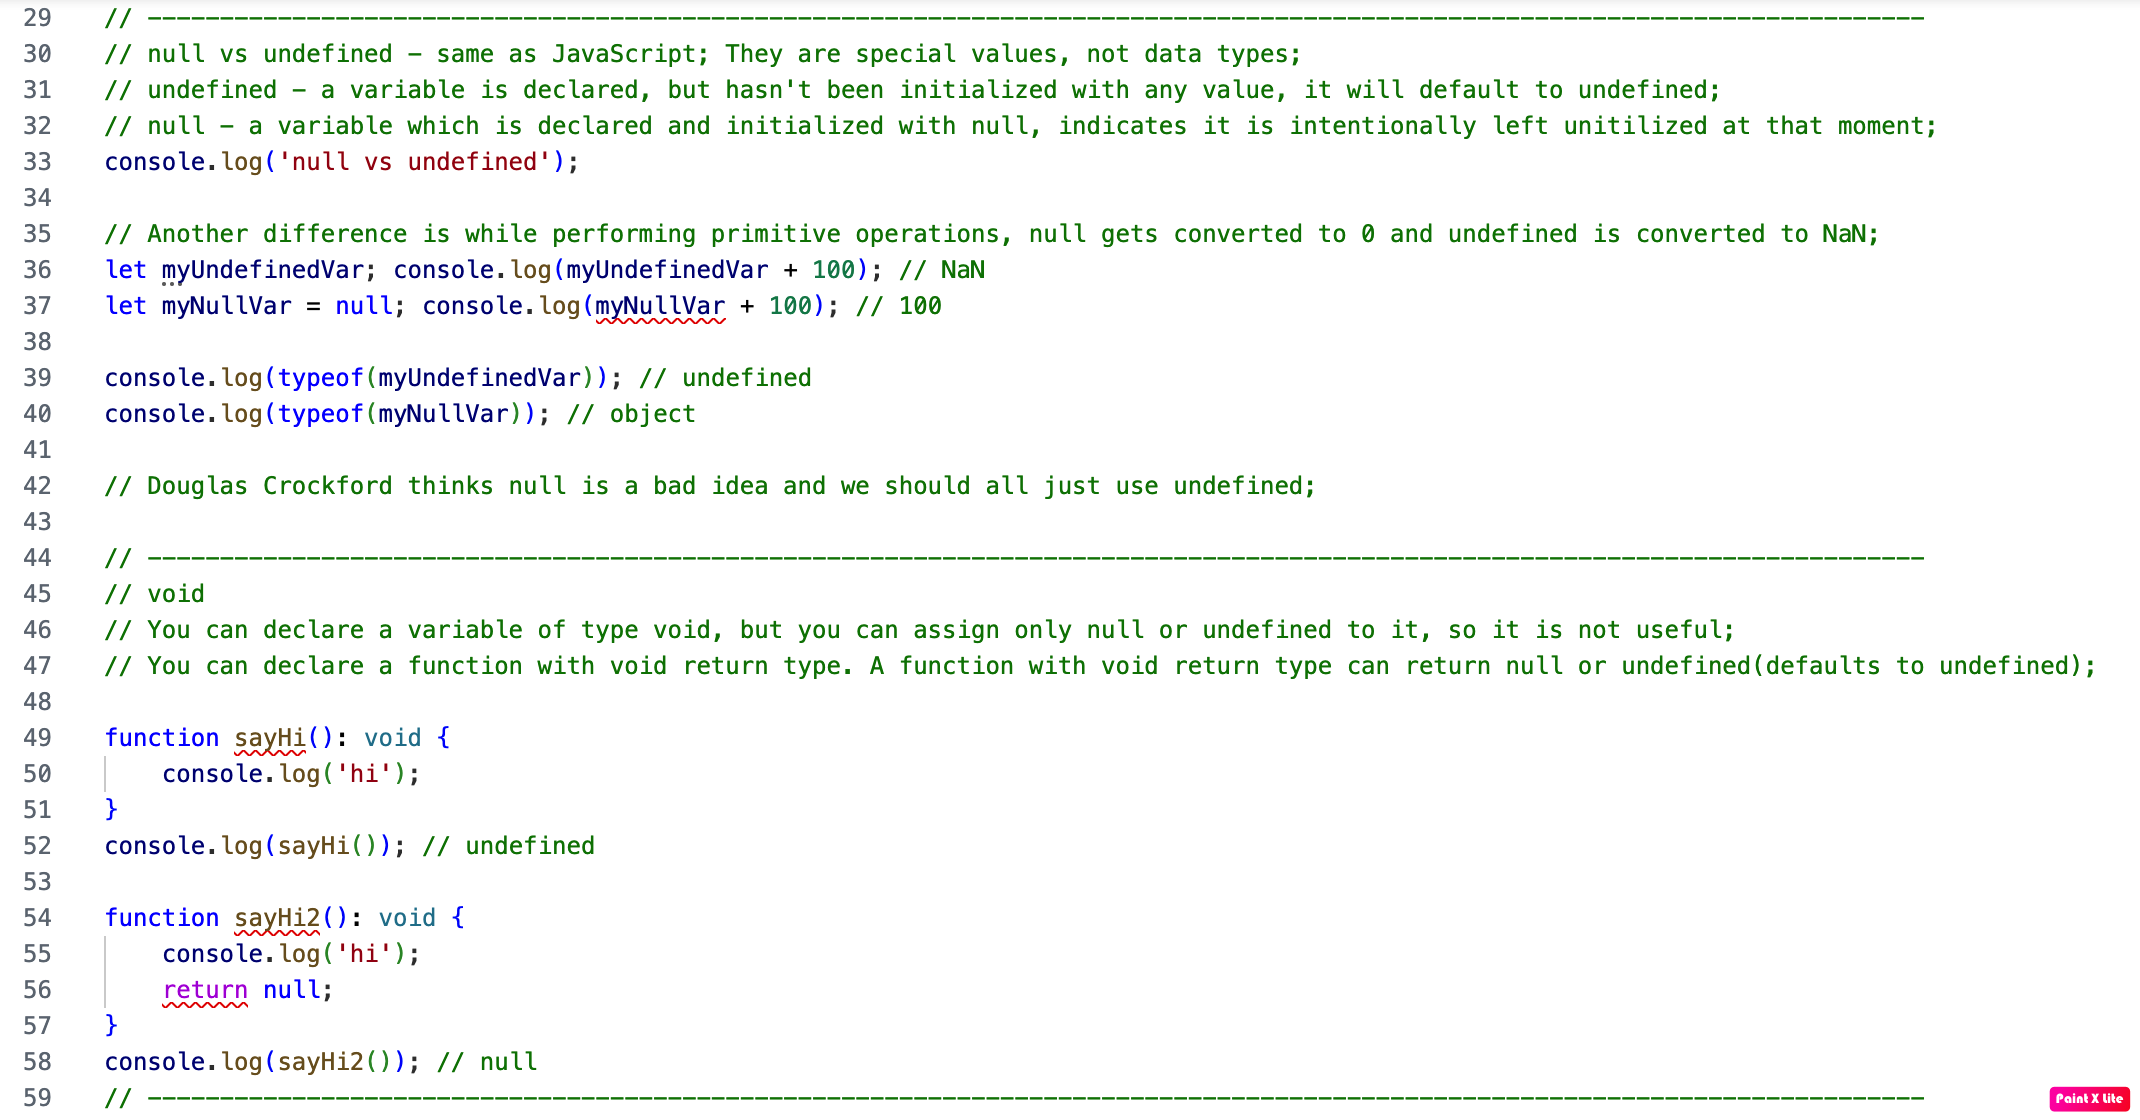 29 // ---------------------------------------------------------------------------------------------------------------------------
30 // null vs undefined - same as JavaScript; They are special values, not data types;
31 // undefined - a variable is declared, but hasn't been initialized with any value, it will default to undefined;
32 // null - a variable which is declared and initialized with null, indicates it is intentionally left unitilized at that moment;
33 console.log('null vs undefined');
34
35 // Another difference is while performing primitive operations, null gets converted to 0 and undefined is converted to NaN;
36 let myUndefinedVar; console.log(myUndefinedVar + 100); // NaN
37 let myNullVar = null; console.log(myNullVar + 100); // 100
38
39 console.log(typeof(myUndefinedVar)); // undefined
40 console.log(typeof(myNullVar)); // object
41
42 // Douglas Crockford thinks null is a bad idea and we should all just use undefined;
43
44 // ---------------------------------------------------------------------------------------------------------------------------
45 // void
46 // You can declare a variable of type void, but you can assign only null or undefined to it, so it is not useful;
47 // You can declare a function with void return type. A function with void return type can return null or undefined(defaults to undefined);
48
49 function sayHi(): void {
50     console.log('hi');
51 }
52 console.log(sayHi()); // undefined
53
54 function sayHi2(): void {
55     console.log('hi');
56     return null;
57 }
58 console.log(sayHi2()); // null
59 // ---------------------------------------------------------------------------------------------------------------------------
Paint X Lite